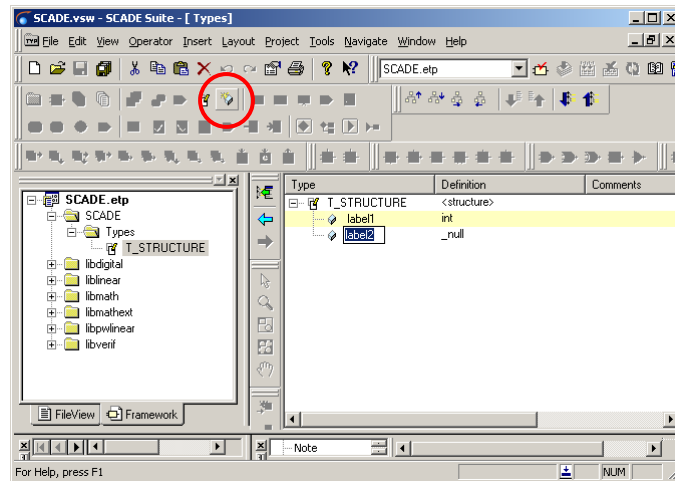 SCADE.vsw - SCADE Suite - [ Types]
File Edit View Operator Insert Layout Project Tools Navigate Window Help
SCADE.etp
Type Definition Comments
SCADE.etp
SCADE
Types
T_STRUCTURE
libdigital
liblinear
libmath
libmathext
libpwlinear
libverif
T_STRUCTURE <structure>
label1 int
label2 _null
FileView Framework
Note
For Help, press F1 NUM